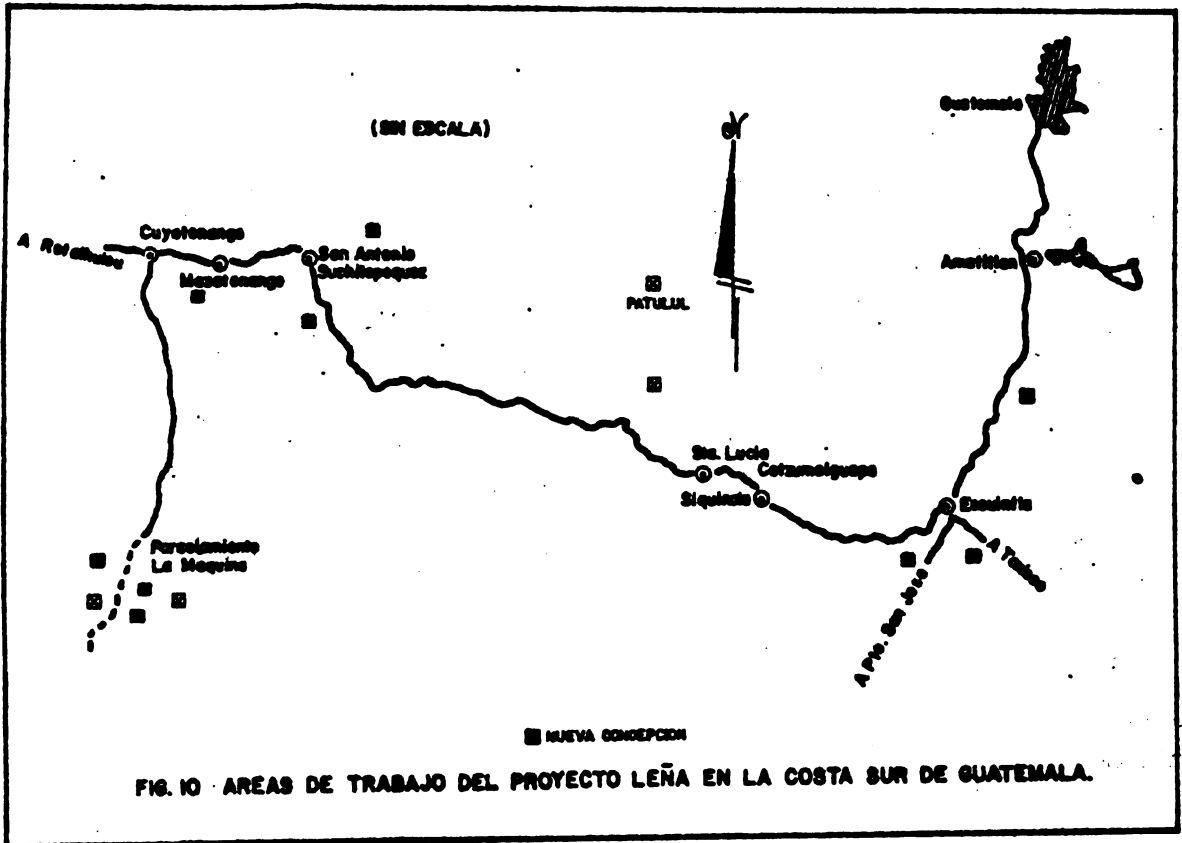 (SIN ESCALA)
Guatemala
A Retalhuleu
Cuyotenango
Mazatenango
San Antonio
Suchitepequez
PATULUL
Amatitlan
Sta. Lucia
Cotzumalguapa
Siquinala
Escuintla
A Taxisco
A Pto. San Jose
Parcelamiento
La Maquina
NUEVA CONCEPCION
FIG. 10 AREAS DE TRABAJO DEL PROYECTO LEÑA EN LA COSTA SUR DE GUATEMALA.